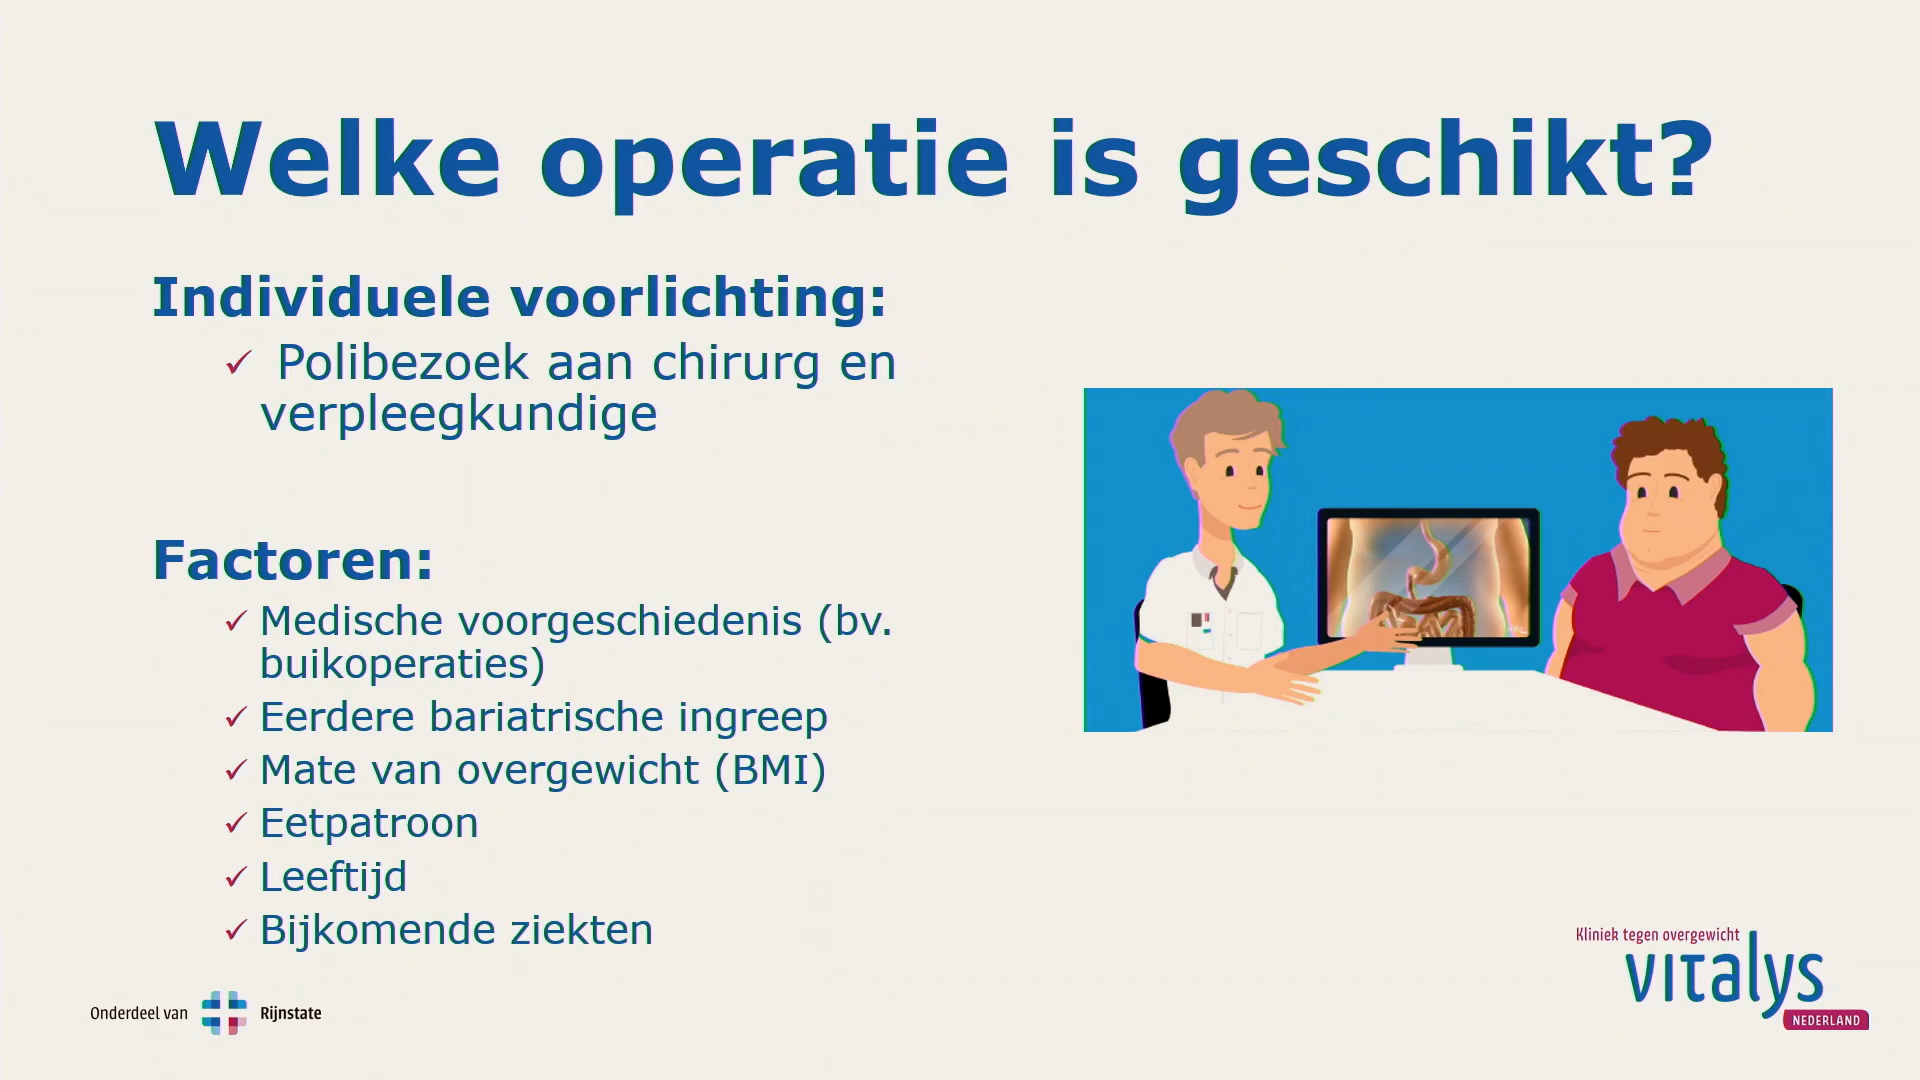 Welke operatie is geschikt?
Individuele voorlichting:
✓ Polibezoek aan chirurg en
verpleegkundige
Factoren:
✓ Medische voorgeschiedenis (bv.
buikoperaties)
✓ Eerdere bariatrische ingreep
✓ Mate van overgewicht (BMI)
✓ Eetpatroon
✓ Leeftijd
✓ Bijkomende ziekten
Onderdeel van Rijnstate
Kliniek tegen overgewicht
vitalys
NEDERLAND